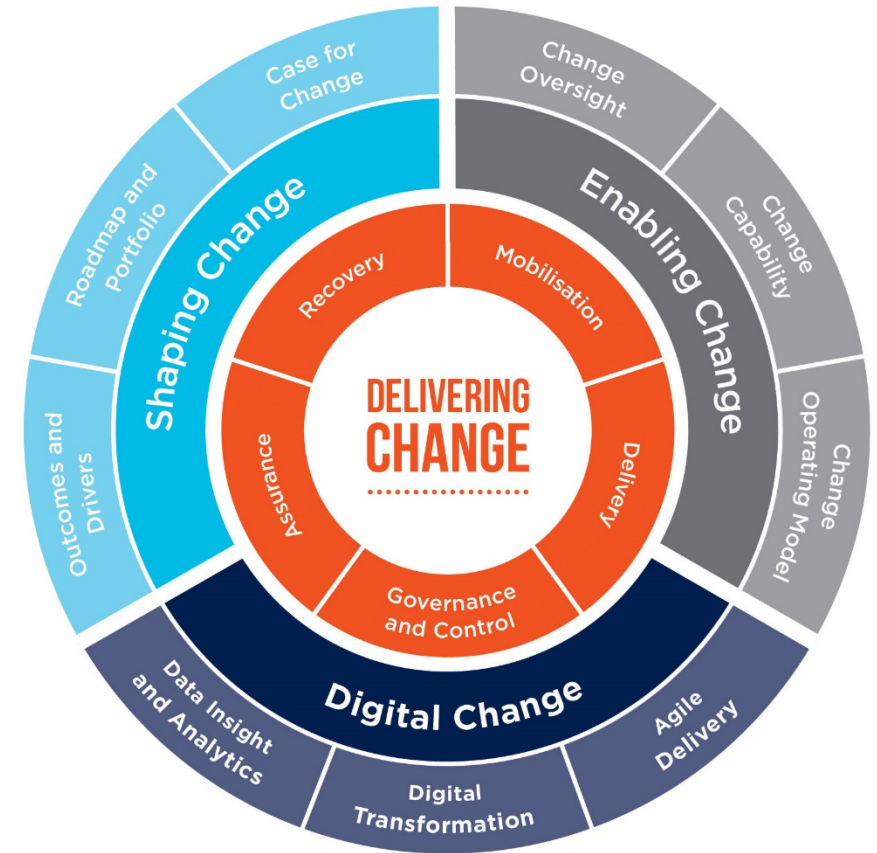 Case for
Change
Roadmap and
Portfolio
Outcomes and
Drivers
Shaping Change
Change
Oversight
Change
Capability
Change
Operating Model
Enabling Change
Recovery
Mobilisation
Assurance
Delivery
Governance
and Control
DELIVERING
CHANGE
Digital Change
Data Insight
and Analytics
Digital
Transformation
Agile
Delivery